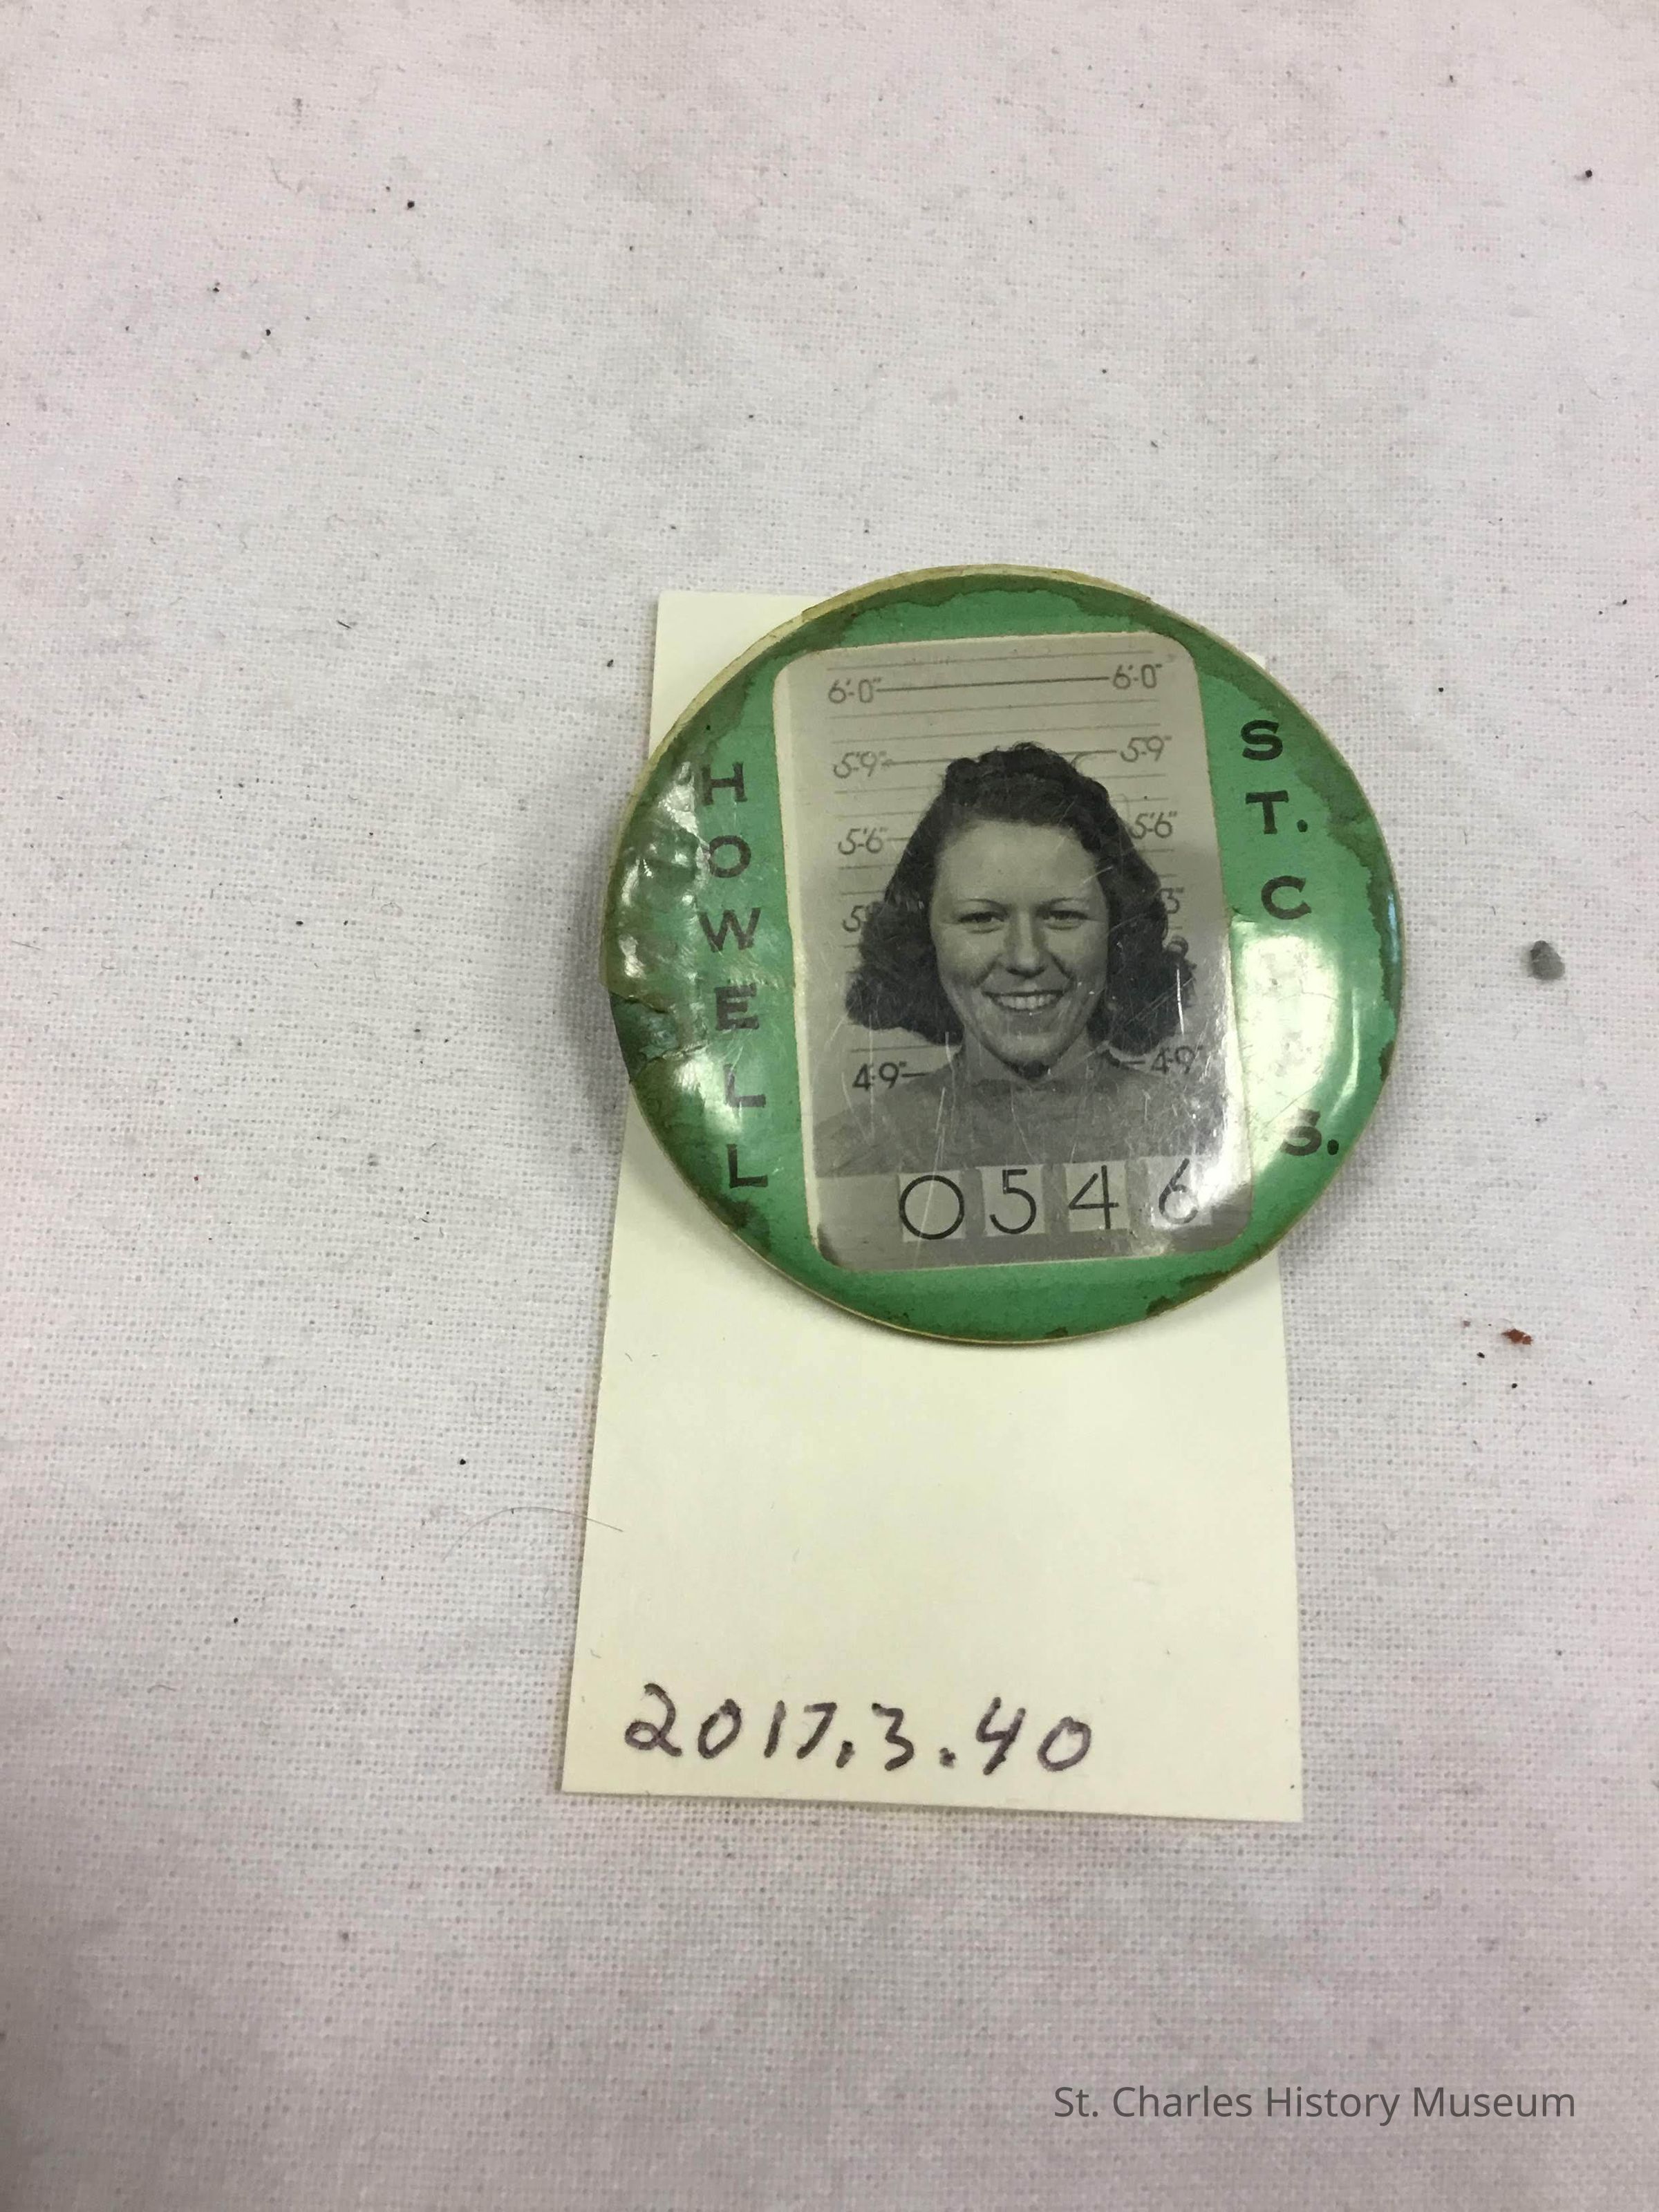 HOWELL
ST. CHAS.
6'-0" 6'-0"
5'-9" 5'-9"
5'-6" 5'-6"
4'-9" 4'-9"
0546
2017.3.40
St. Charles History Museum